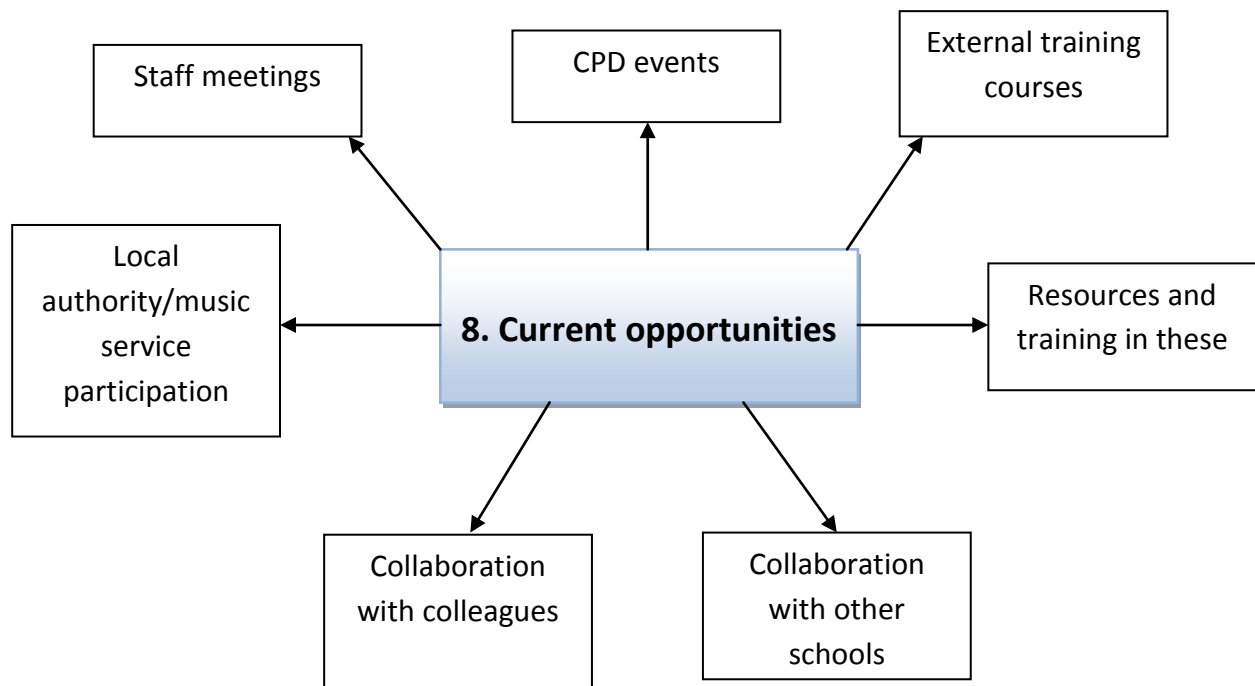 Staff meetings
CPD events
External training
courses
Local
authority/music
service
participation
8. Current opportunities
Resources and
training in these
Collaboration
with colleagues
Collaboration
with other
schools